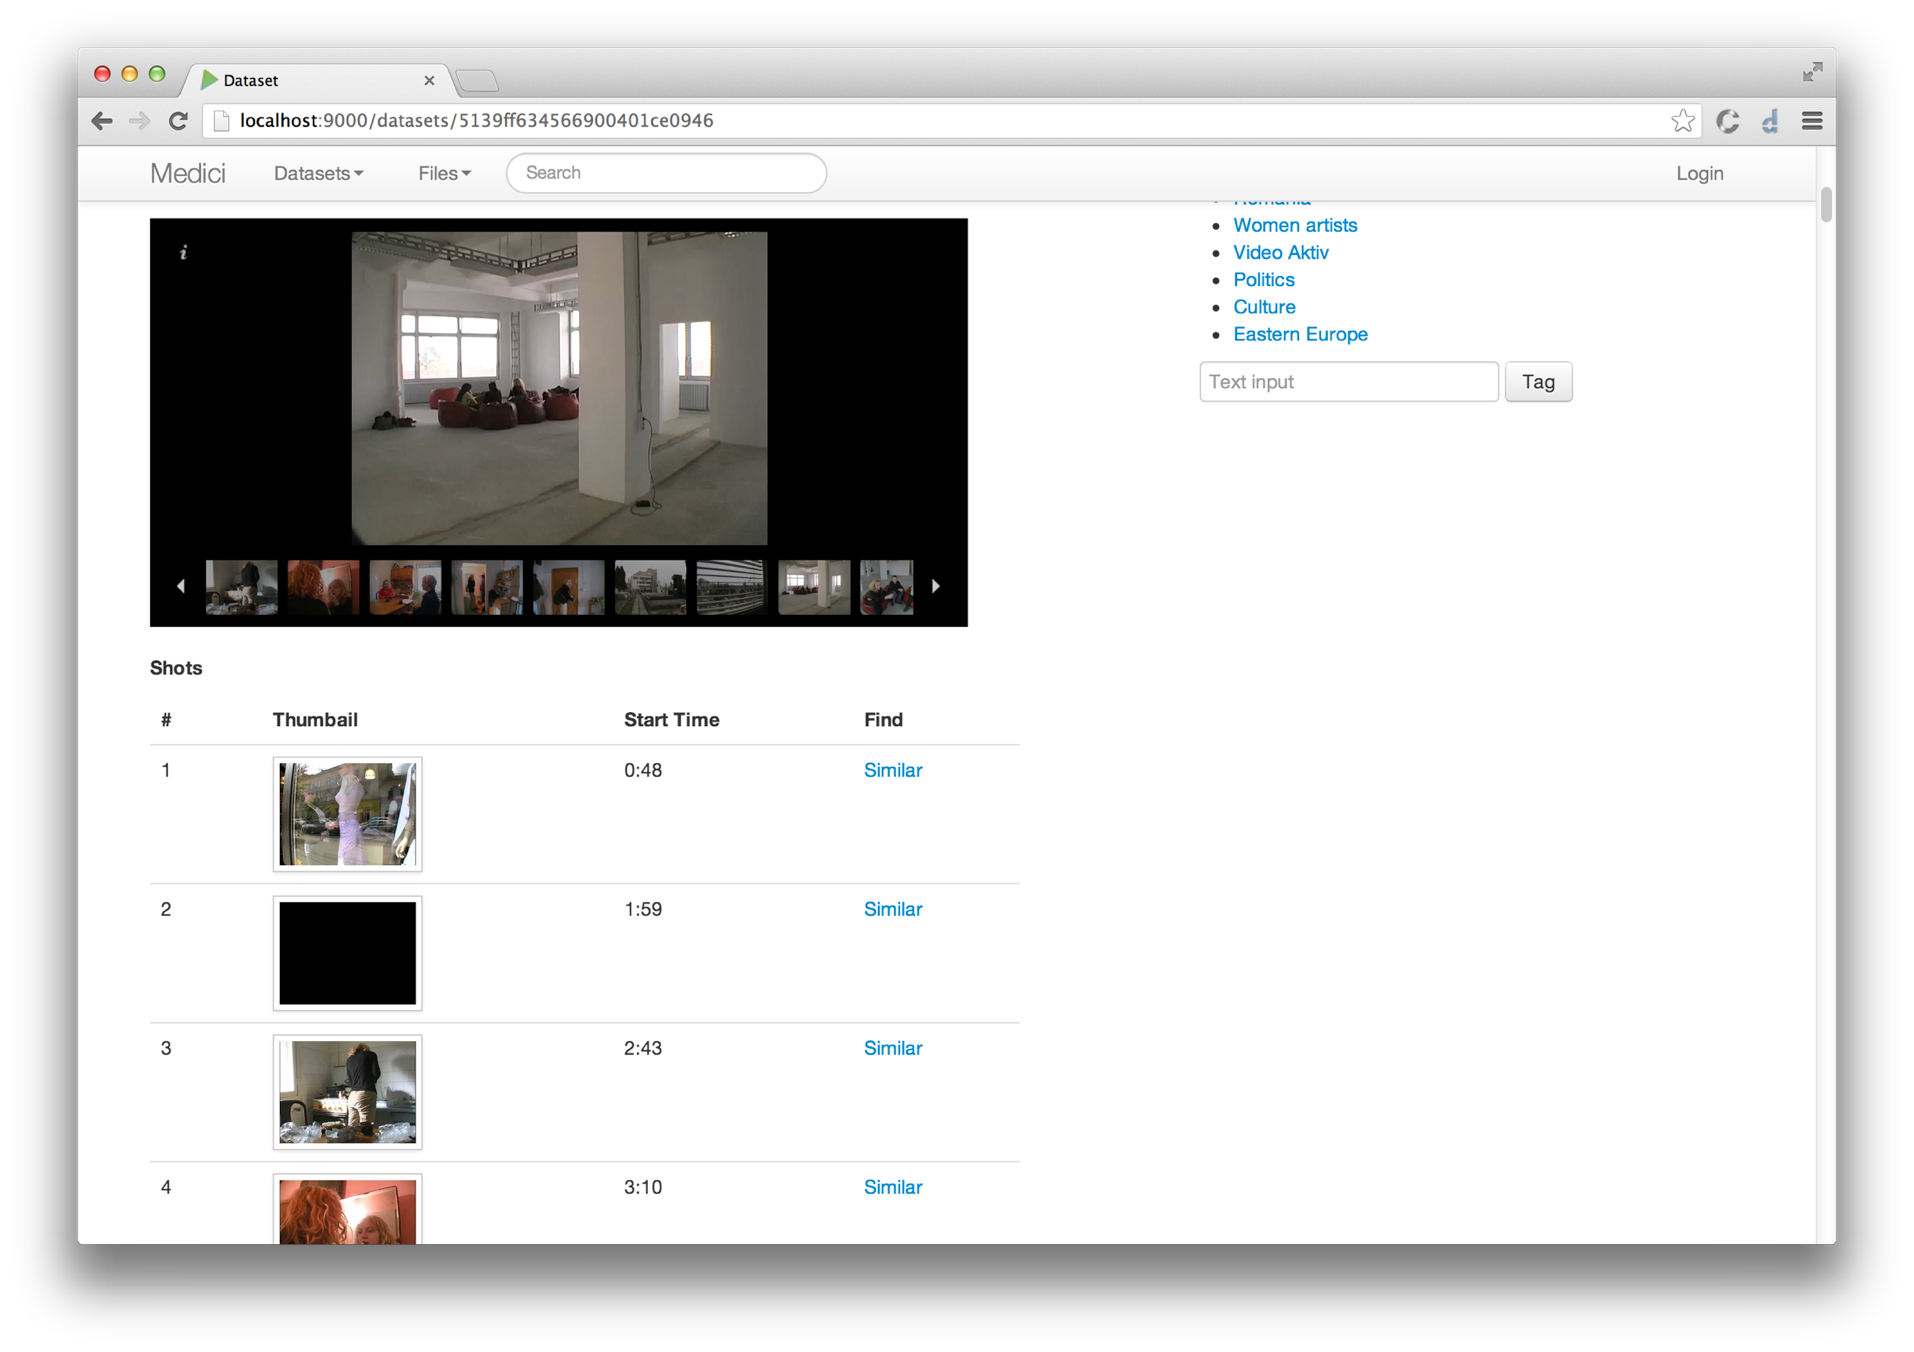 Dataset
localhost:9000/datasets/5139ff634566900401ce0946
Medici Datasets Files Search Login
Romania
Women artists
Video Aktiv
Politics
Culture
Eastern Europe
Text input Tag
i
Shots
# Thumbail Start Time Find
1 0:48 Similar
2 1:59 Similar
3 2:43 Similar
4 3:10 Similar